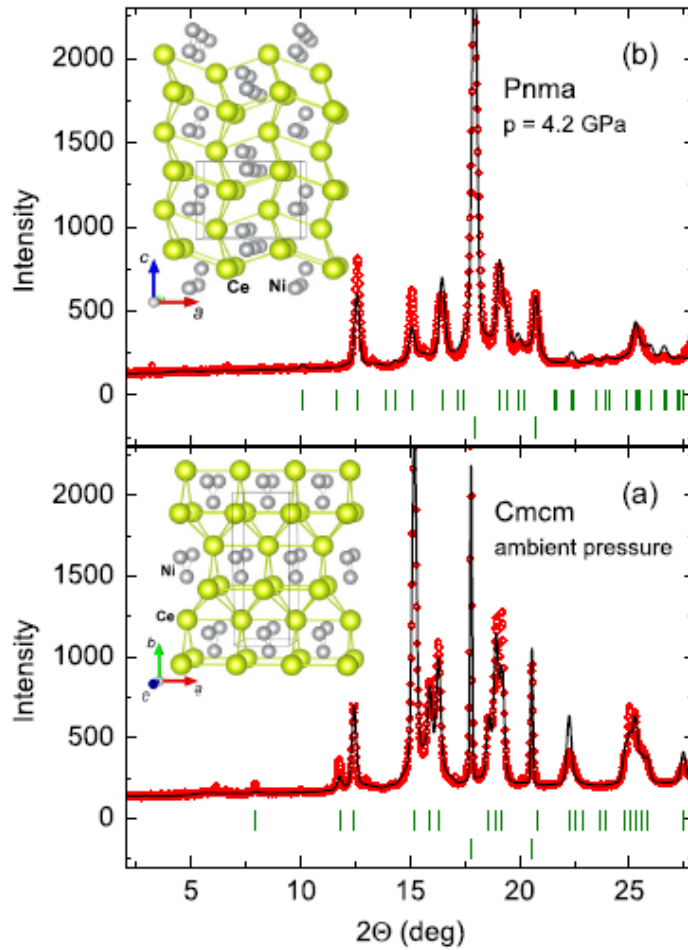 (b)
Pnma
p = 4.2 GPa
2000
1500
1000
500
0
Intensity
c
a
Ce
Ni
(a)
Cmcm
ambient pressure
2000
1500
1000
500
0
Intensity
Ni
Ce
b
c
a
5 10 15 20 25
2Θ (deg)